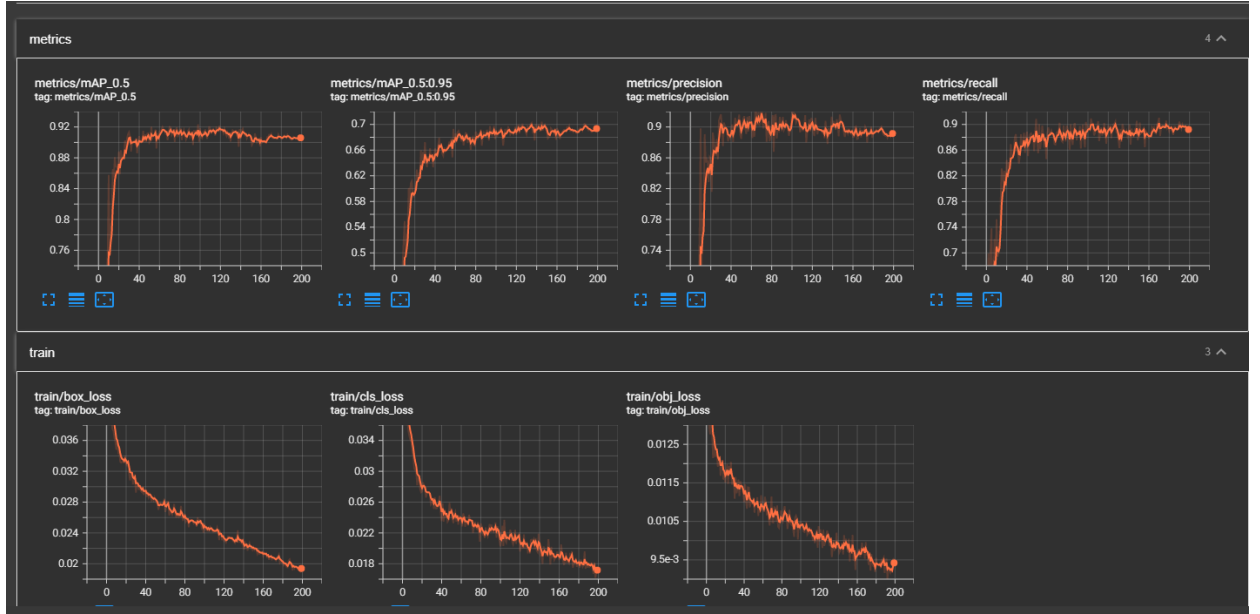 metrics 4
metrics/mAP_0.5 metrics/mAP_0.5:0.95 metrics/precision metrics/recall
tag: metrics/mAP_0.5 tag: metrics/mAP_0.5:0.95 tag: metrics/precision tag: metrics/recall
0.92 0.7 0.9 0.9
0.88 0.66 0.86 0.86
0.84 0.62 0.82 0.82
0.8 0.58 0.78 0.78
0.76 0.54 0.74 0.74
0.5 0.7
0 40 80 120 160 200 0 40 80 120 160 200 0 40 80 120 160 200 0 40 80 120 160 200
train 3
train/box_loss train/cls_loss train/obj_loss
tag: train/box_loss tag: train/cls_loss tag: train/obj_loss
0.036 0.034 0.0125
0.032 0.03 0.0115
0.028 0.026 0.0105
0.024 0.022 9.5e-3
0.02 0.018
0 40 80 120 160 200 0 40 80 120 160 200 0 40 80 120 160 200